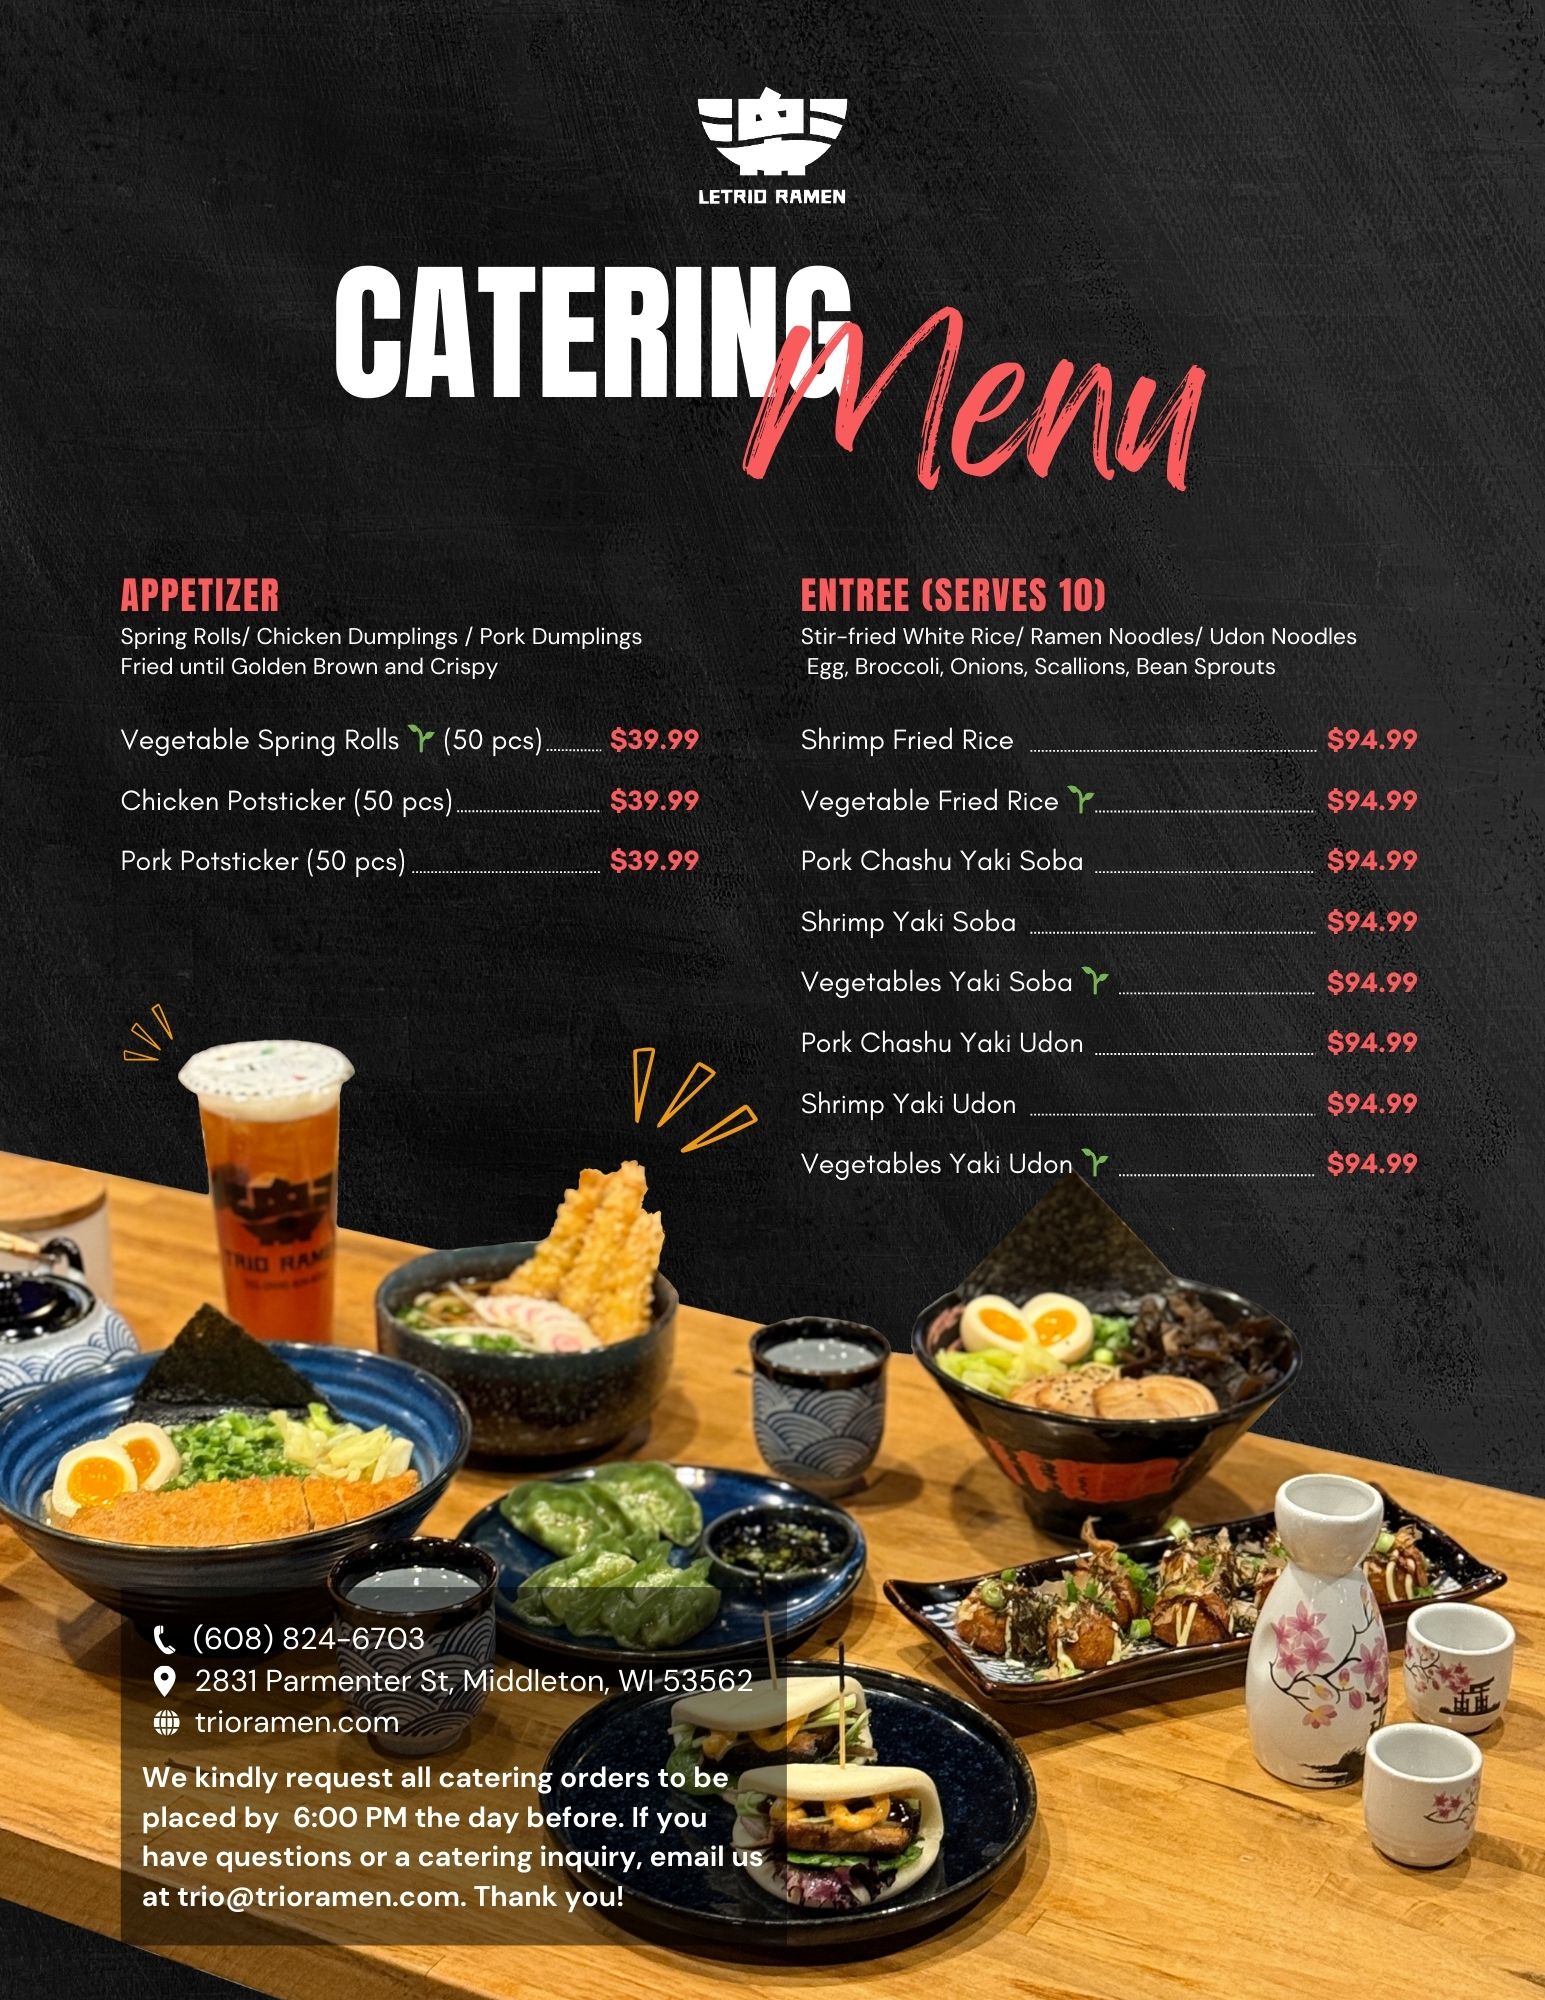 LETRIO RAMEN
CATERING
Menu
APPETIZER
Spring Rolls/ Chicken Dumplings / Pork Dumplings
Fried until Golden Brown and Crispy
Vegetable Spring Rolls (50 pcs) $39.99
Chicken Potsticker (50 pcs) $39.99
Pork Potsticker (50 pcs) $39.99
ENTREE (SERVES 10)
Stir-fried White Rice/ Ramen Noodles/ Udon Noodles
Egg, Broccoli, Onions, Scallions, Bean Sprouts
Shrimp Fried Rice $94.99
Vegetable Fried Rice $94.99
Pork Chashu Yaki Soba $94.99
Shrimp Yaki Soba $94.99
Vegetables Yaki Soba $94.99
Pork Chashu Yaki Udon $94.99
Shrimp Yaki Udon $94.99
Vegetables Yaki Udon $94.99
TRIO RAME
(608) 824-6703
2831 Parmenter St, Middleton, WI 53562
trioramen.com
We kindly request all catering orders to be
placed by 6:00 PM the day before. If you
have questions or a catering inquiry, email us
at trio@trioramen.com. Thank you!